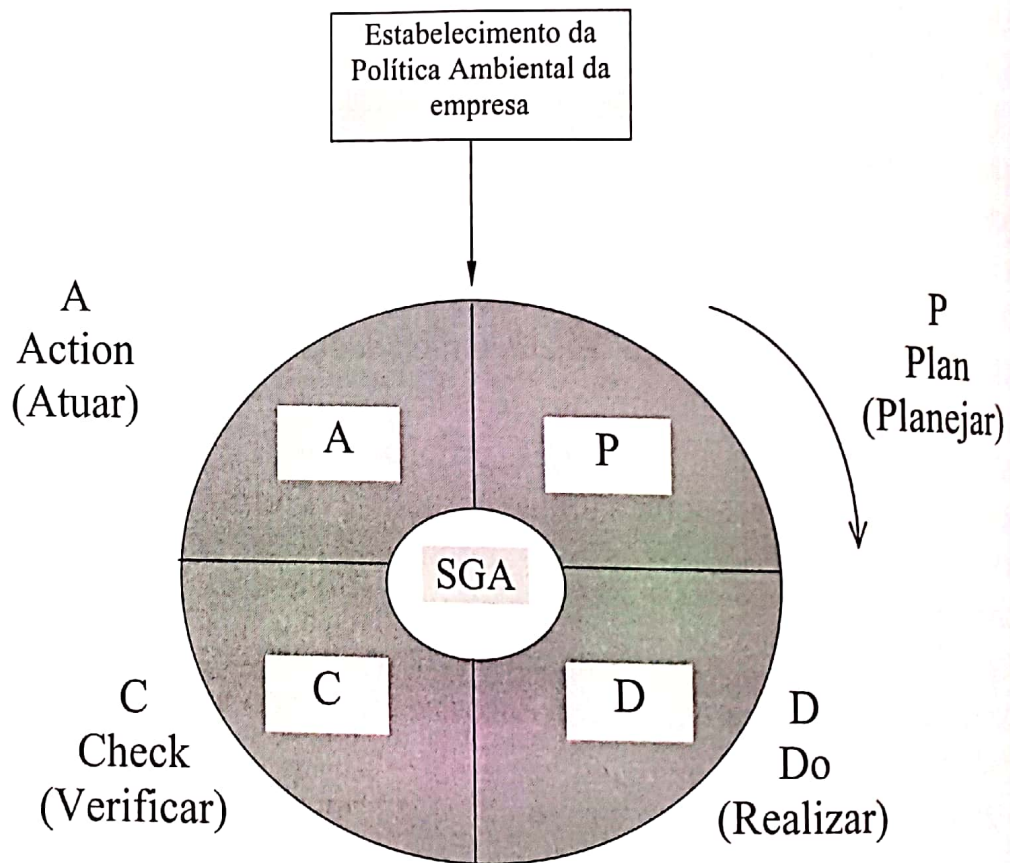 Estabelecimento da
Política Ambiental da
empresa
A
Action
(Atuar)
P
Plan
(Planejar)
A
P
SGA
C
D
C
Check
(Verificar)
D
Do
(Realizar)